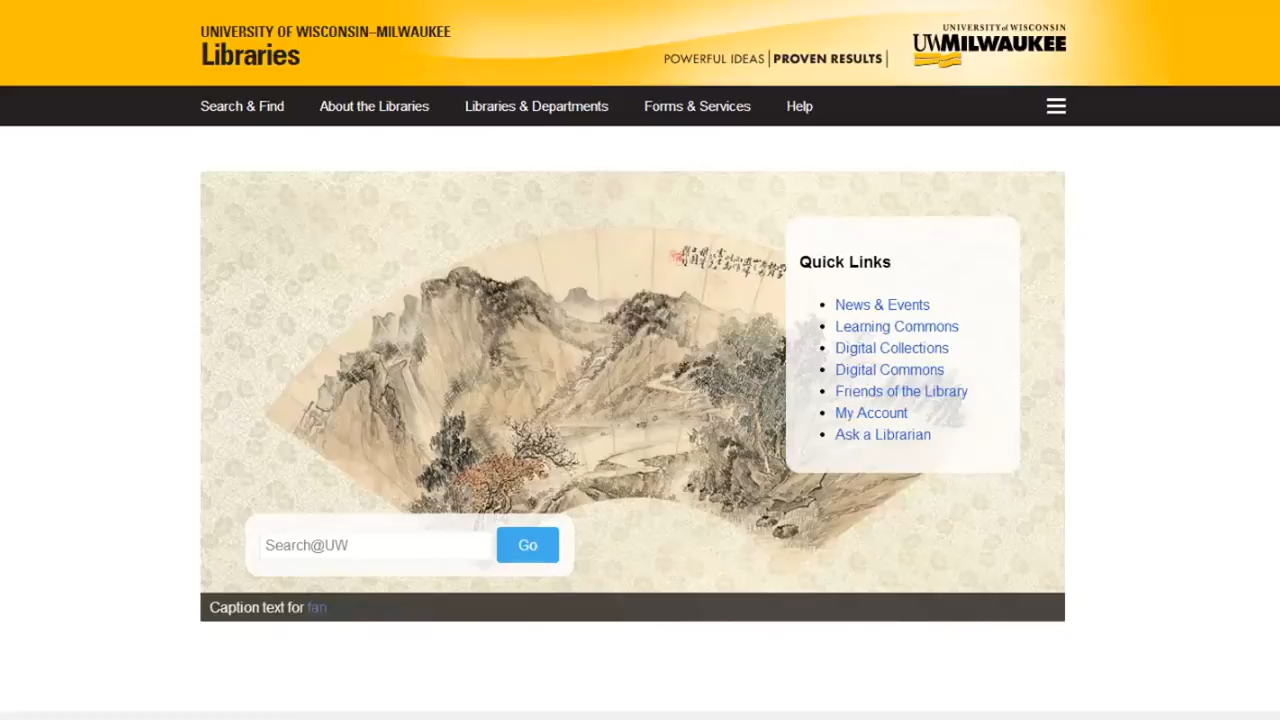 UNIVERSITY OF WISCONSIN–MILWAUKEE
Libraries
POWERFUL IDEAS PROVEN RESULTS
UNIVERSITY of WISCONSIN
UWMILWAUKEE
Search & Find
About the Libraries
Libraries & Departments
Forms & Services
Help
Quick Links
News & Events
Learning Commons
Digital Collections
Digital Commons
Friends of the Library
My Account
Ask a Librarian
Search@UW
Go
Caption text for fan